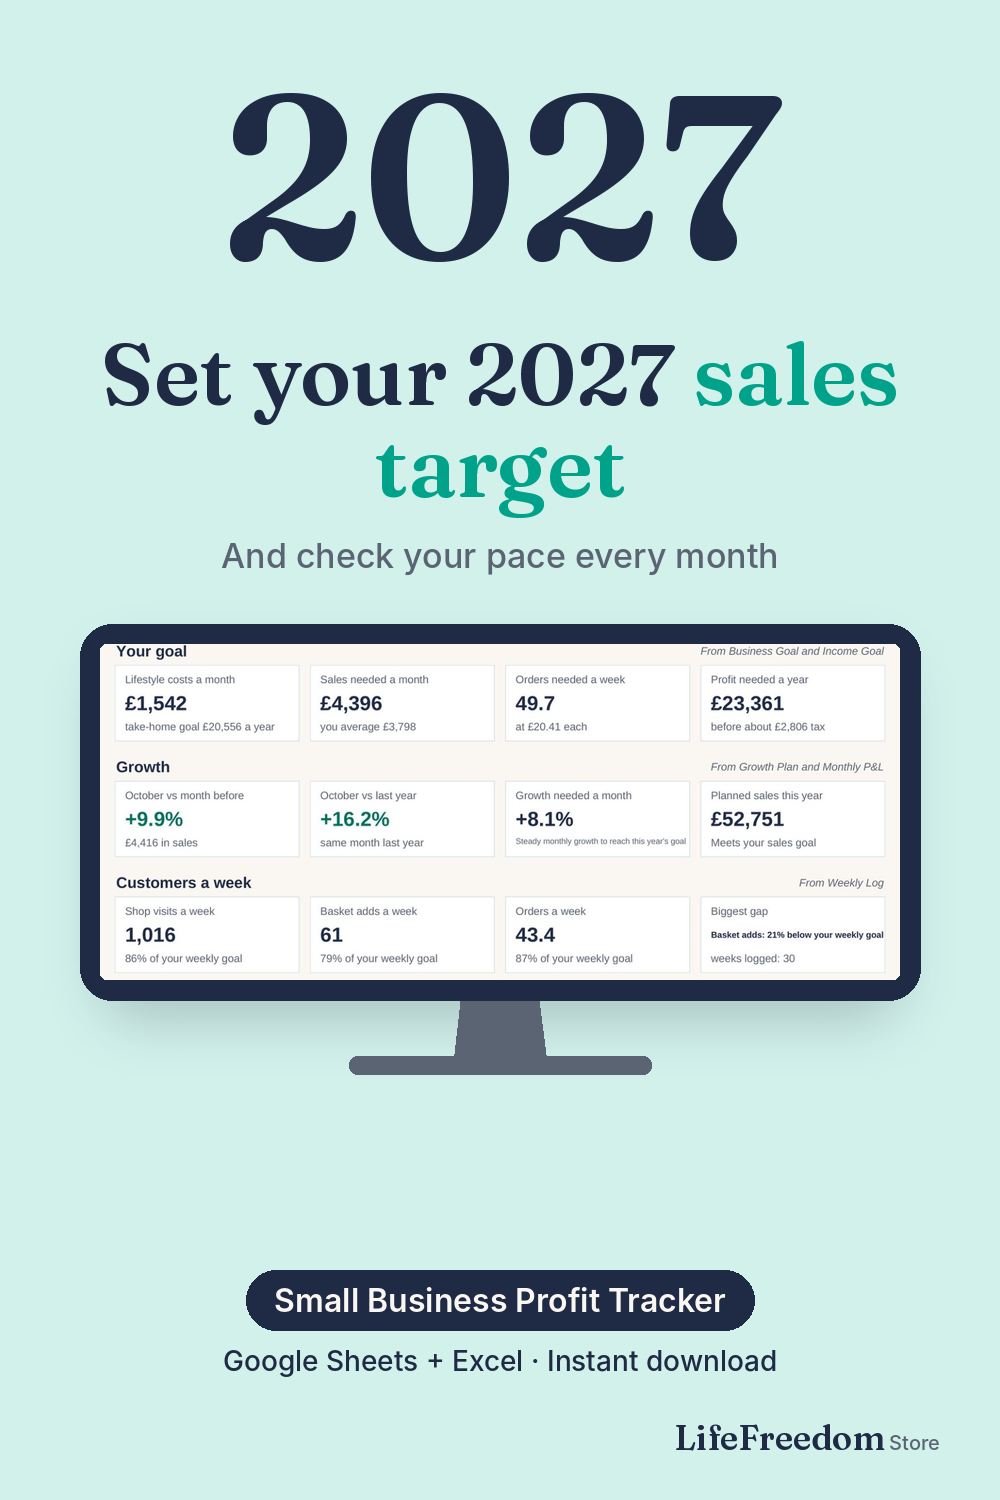 2027
Set your 2027 sales
target
And check your pace every month
Your goal
From Business Goal and Income Goal
Lifestyle costs a month
£1,542
take-home goal £20,556 a year
Sales needed a month
£4,396
you average £3,798
Orders needed a week
49.7
at £20.41 each
Profit needed a year
£23,361
before about £2,806 tax
Growth
From Growth Plan and Monthly P&L
October vs month before
+9.9%
£4,416 in sales
October vs last year
+16.2%
same month last year
Growth needed a month
+8.1%
Steady monthly growth to reach this year's goal
Planned sales this year
£52,751
Meets your sales goal
Customers a week
From Weekly Log
Shop visits a week
1,016
86% of your weekly goal
Basket adds a week
61
79% of your weekly goal
Orders a week
43.4
87% of your weekly goal
Biggest gap
Basket adds: 21% below your weekly goal
weeks logged: 30
Small Business Profit Tracker
Google Sheets + Excel · Instant download
LifeFreedom Store